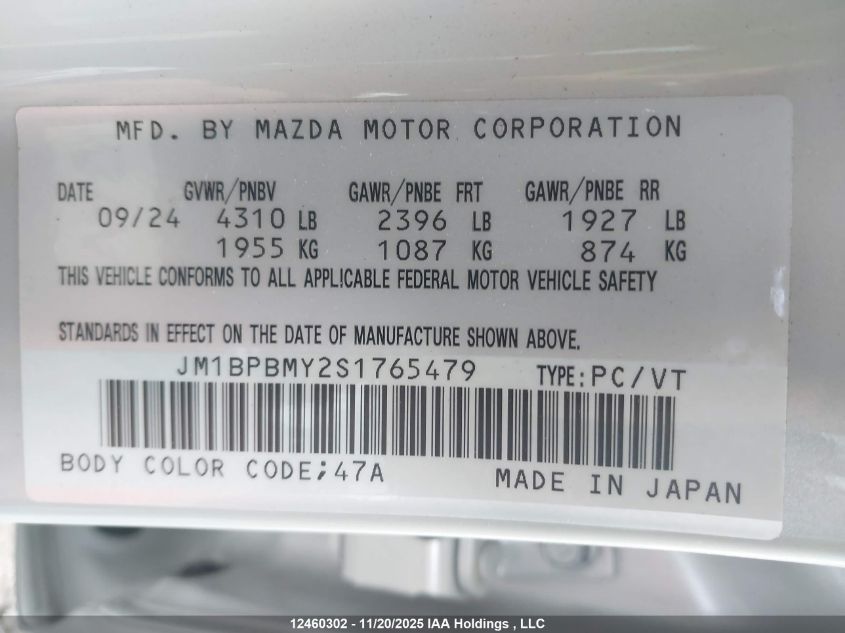 MFD. BY MAZDA MOTOR CORPORATION
DATE GVWR/PNBV GAWR/PNBE FRT GAWR/PNBE RR
09/24 4310 LB 2396 LB 1927 LB
1955 KG 1087 KG 874 KG
THIS VEHICLE CONFORMS TO ALL APPLICABLE FEDERAL MOTOR VEHICLE SAFETY
STANDARDS IN EFFECT ON THE DATE OF MANUFACTURE SHOWN ABOVE.
JM1BPBMY2S1765479 TYPE:PC/VT
BODY COLOR CODE;47A MADE IN JAPAN
12460302 - 11/20/2025 IAA Holdings , LLC